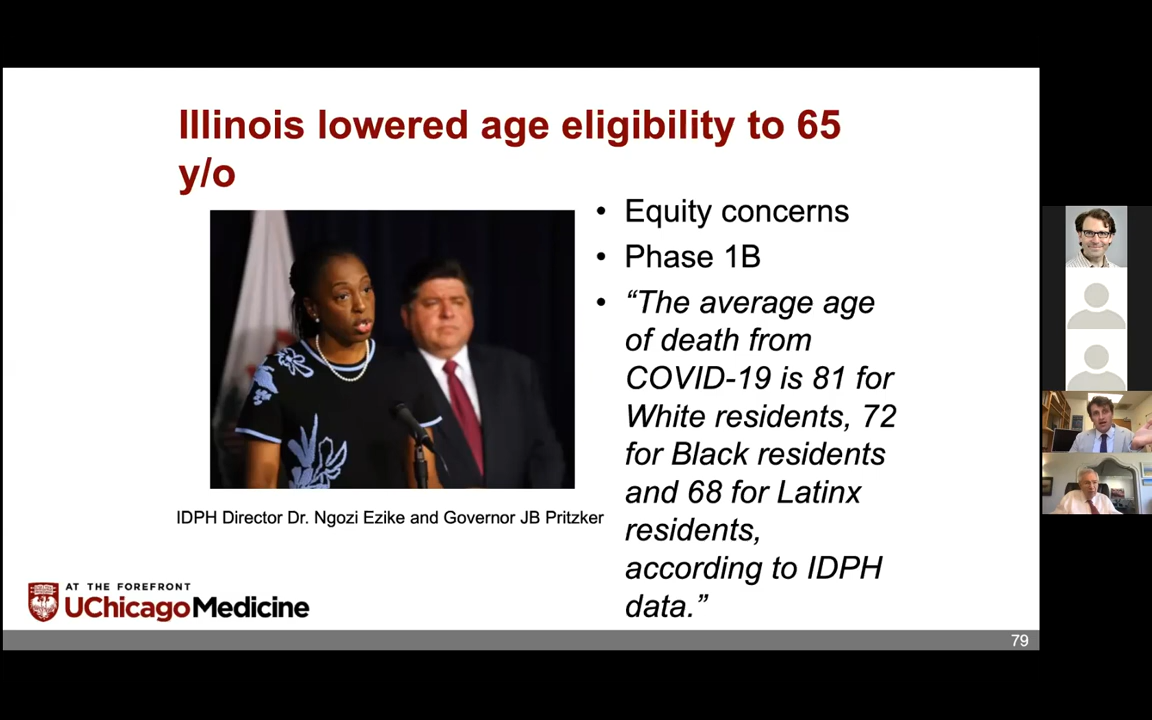 Illinois lowered age eligibility to 65
y/o
• Equity concerns
• Phase 1B
• “The average age
of death from
COVID-19 is 81 for
White residents, 72
for Black residents
and 68 for Latinx
residents,
according to IDPH
data.”
IDPH Director Dr. Ngozi Ezike and Governor JB Pritzker
AT THE FOREFRONT
UChicago Medicine
79